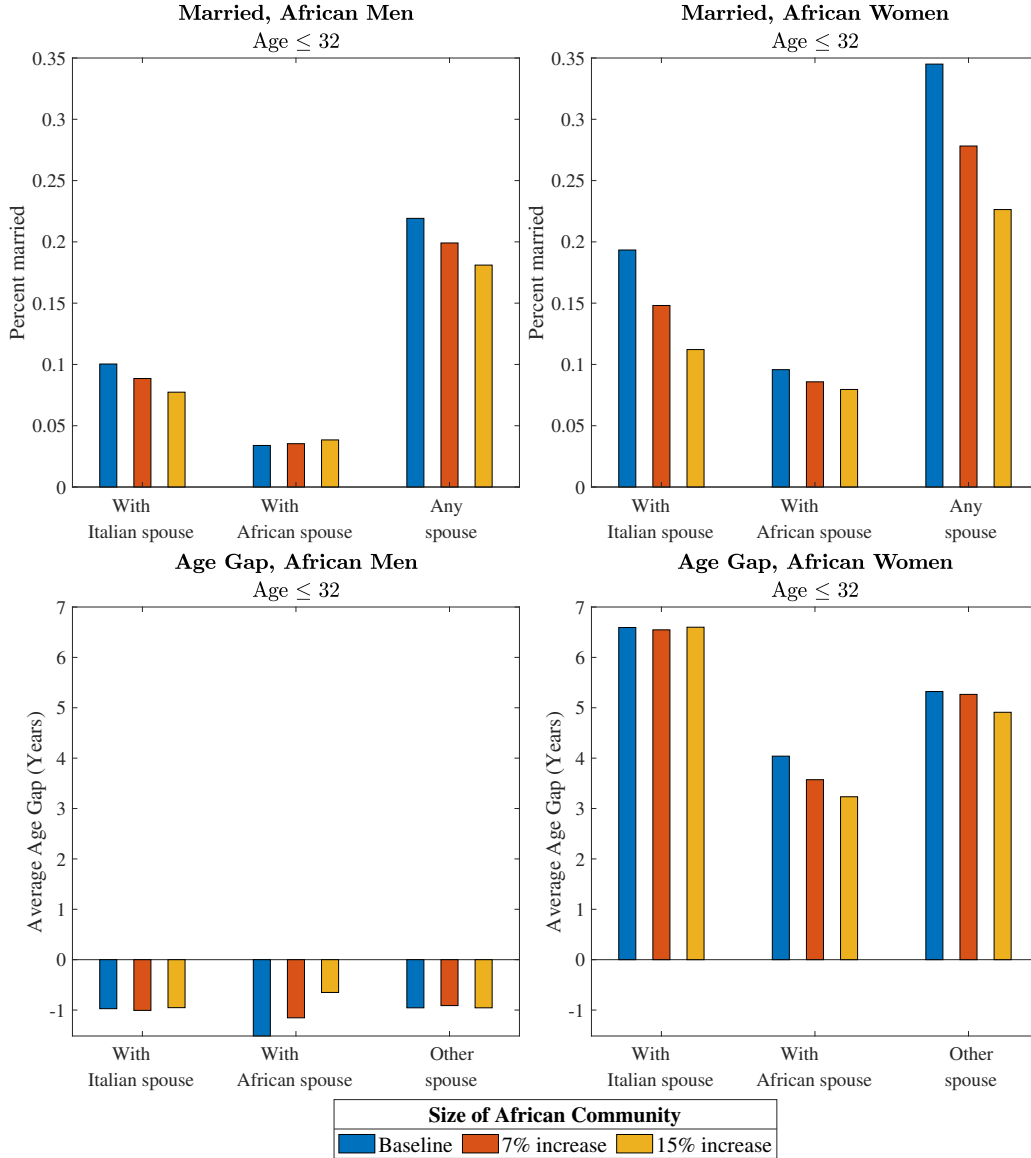 Married, African Men
Age ≤ 32
Percent married
0.35
0.3
0.25
0.2
0.15
0.1
0.05
0
With Italian spouse
With African spouse
Any spouse
Married, African Women
Age ≤ 32
Percent married
0.35
0.3
0.25
0.2
0.15
0.1
0.05
0
With Italian spouse
With African spouse
Any spouse
Age Gap, African Men
Age ≤ 32
Average Age Gap (Years)
7
6
5
4
3
2
1
0
-1
With Italian spouse
With African spouse
Other spouse
Age Gap, African Women
Age ≤ 32
Average Age Gap (Years)
7
6
5
4
3
2
1
0
-1
With Italian spouse
With African spouse
Other spouse
Size of African Community
Baseline 7% increase 15% increase